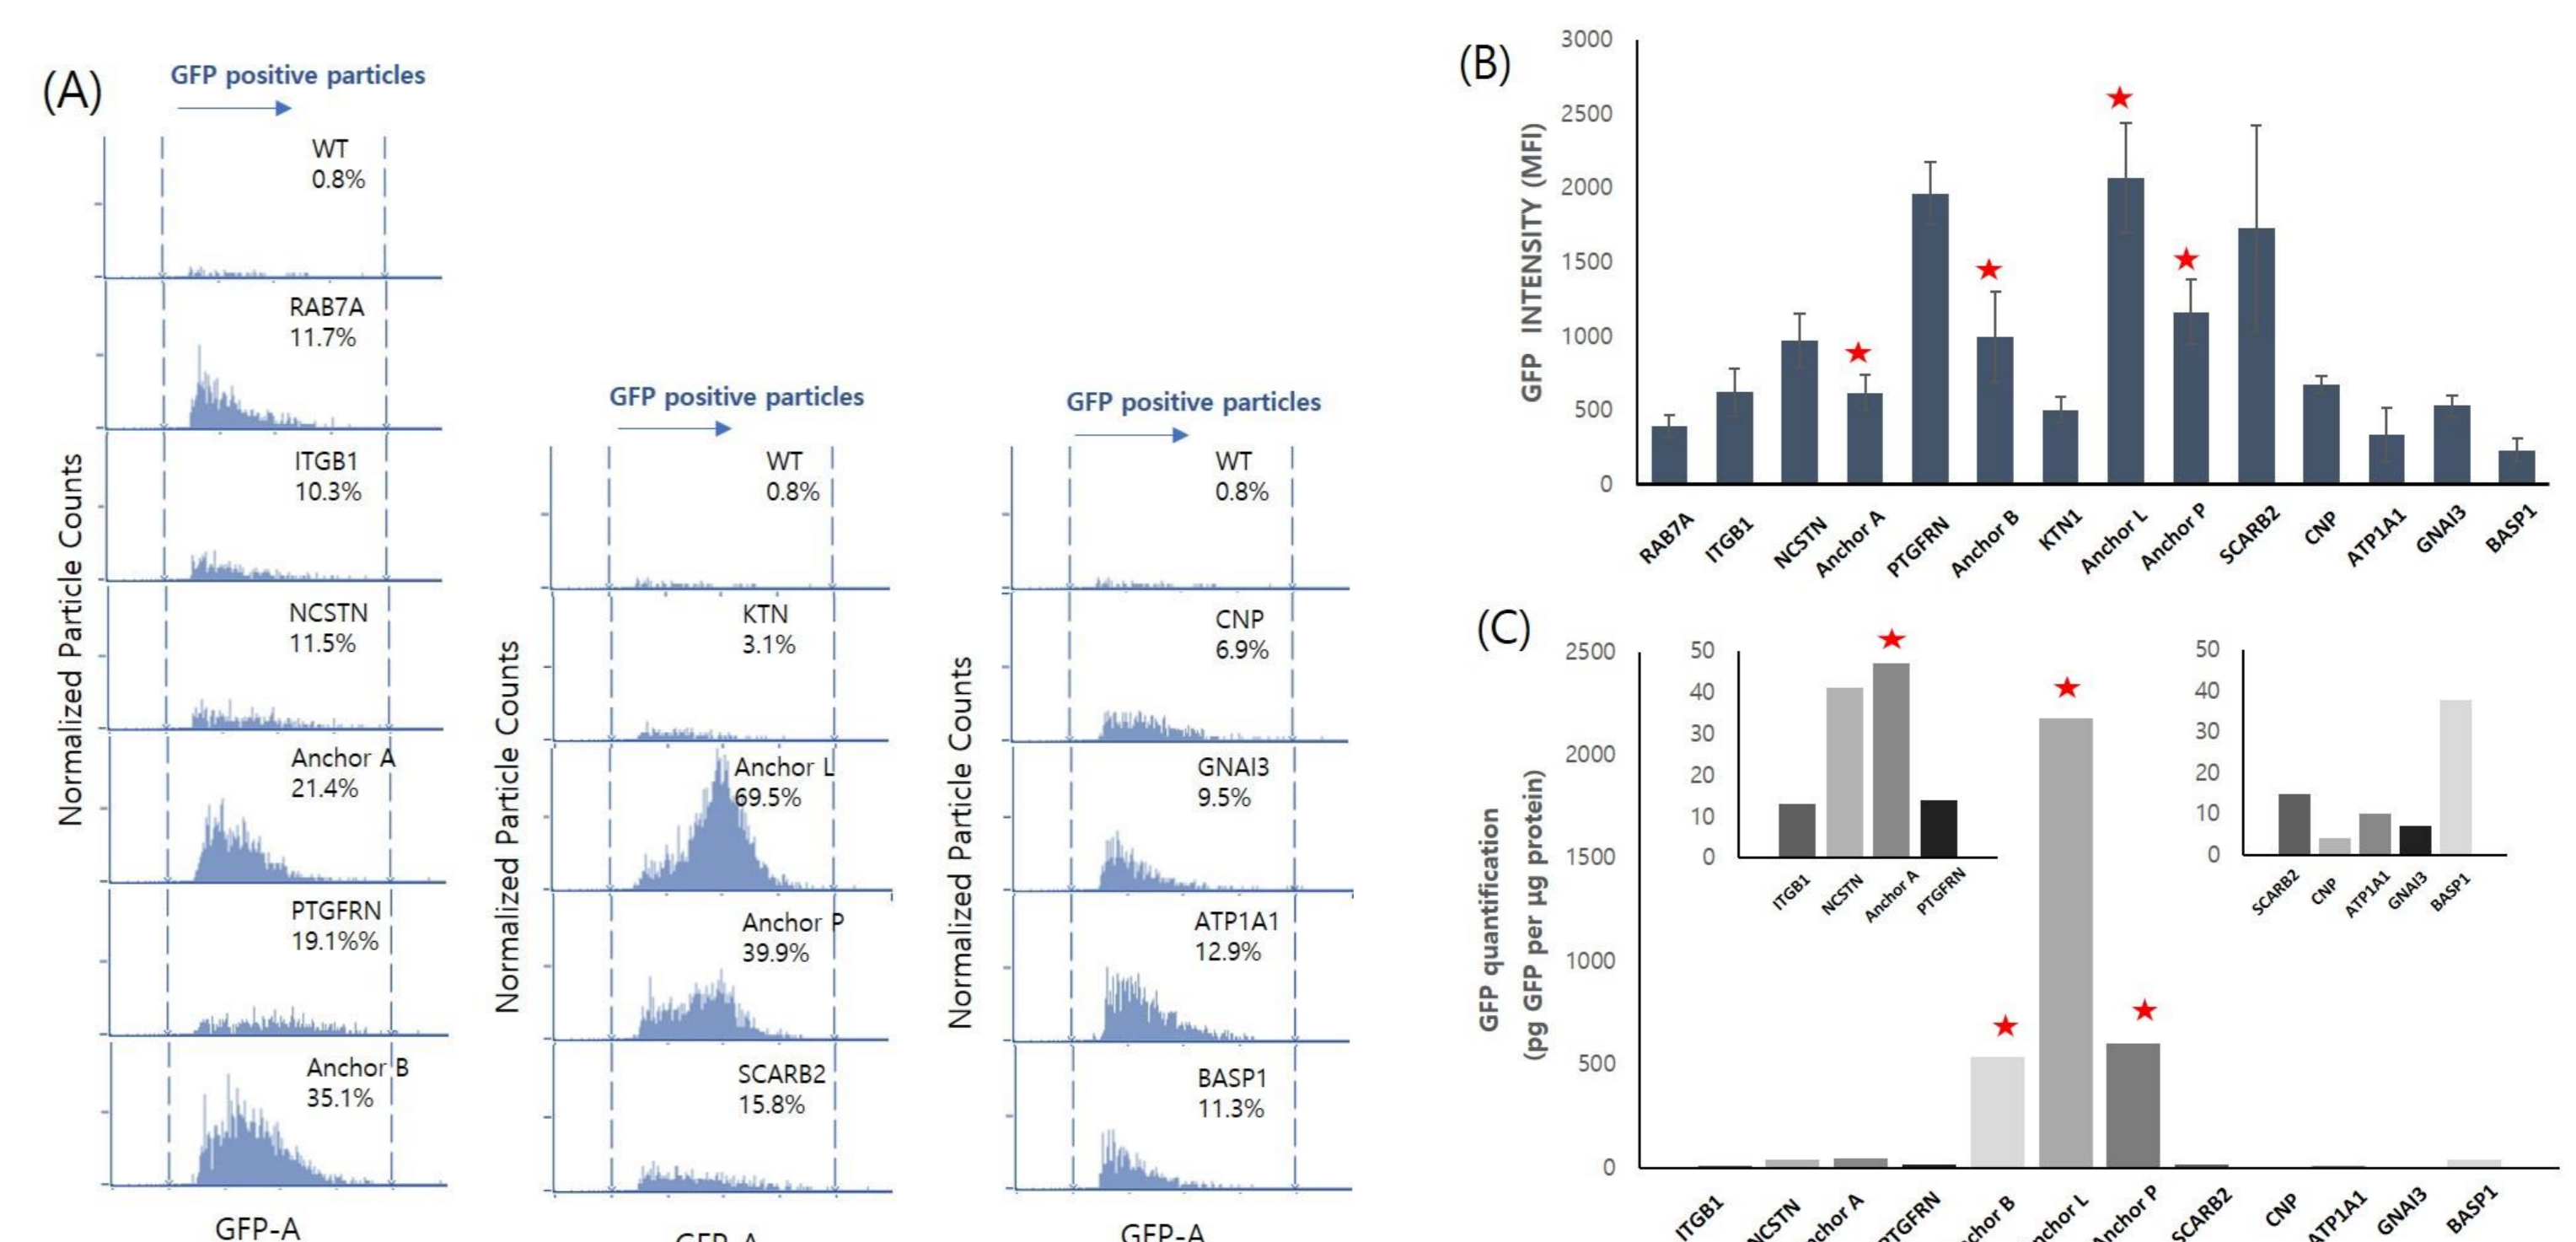 (A)
GFP positive particles
WT
0.8%
RAB7A
11.7%
ITGB1
10.3%
NCSTN
11.5%
Anchor A
21.4%
PTGFRN
19.1%%
Anchor B
35.1%
Normalized Particle Counts
GFP-A
GFP positive particles
WT
0.8%
KTN
3.1%
Anchor L
69.5%
Anchor P
39.9%
SCARB2
15.8%
Normalized Particle Counts
GFP-A
GFP positive particles
WT
0.8%
CNP
6.9%
GNAI3
9.5%
ATP1A1
12.9%
BASP1
11.3%
Normalized Particle Counts
GFP-A
(B)
GFP INTENSITY (MFI)
3000
2500
2000
1500
1000
500
0
RAB7A
ITGB1
NCSTN
Anchor A
PTGFRN
Anchor B
KTN1
Anchor L
Anchor P
SCARB2
CNP
ATP1A1
GNAI3
BASP1
(C)
GFP quantification
(pg GFP per µg protein)
2500
2000
1500
1000
500
0
50
40
30
20
10
0
ITGB1
NCSTN
Anchor A
PTGFRN
50
40
30
20
10
0
SCARB2
CNP
ATP1A1
GNAI3
BASP1
ITGB1
NCSTN
nchor A
PTGFRN
nchor B
nchor L
Anchor P
SCARB2
CNP
ATP1A1
GNAI3
BASP1